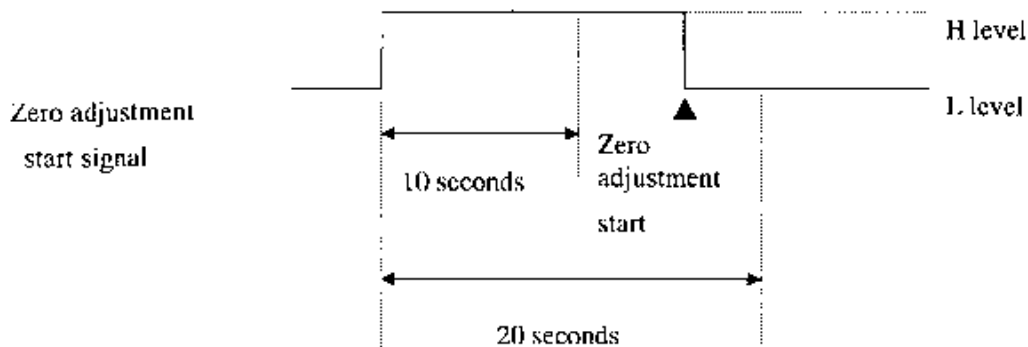 H level
L level
Zero adjustment
start signal
10 seconds
Zero
adjustment
start
20 seconds